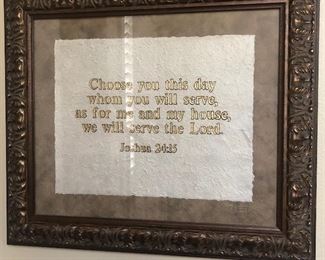 Choose you this day
whom you will serve,
as for me and my house,
we will serve the Lord.
Joshua 24:15